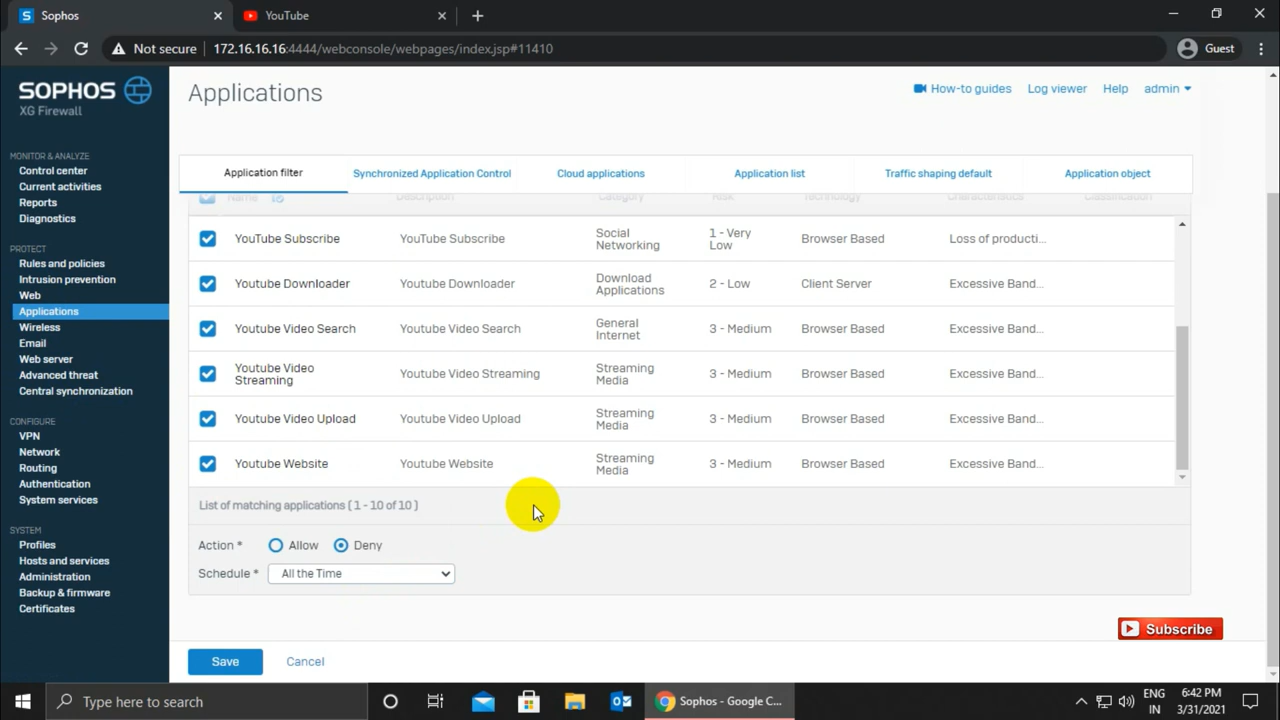 Sophos
YouTube
Not secure
172.16.16.16:4444/webconsole/webpages/index.jsp#11410
Guest
SOPHOS
XG Firewall
Applications
How-to guides
Log viewer
Help
admin
MONITOR & ANALYZE
Control center
Current activities
Reports
Diagnostics
PROTECT
Rules and policies
Intrusion prevention
Web
Applications
Wireless
Email
Web server
Advanced threat
Central synchronization
CONFIGURE
VPN
Network
Routing
Authentication
System services
SYSTEM
Profiles
Hosts and services
Administration
Backup & firmware
Certificates
Application filter
Synchronized Application Control
Cloud applications
Application list
Traffic shaping default
Application object
Name Description Category Risk Technology Characteristics Classification
YouTube Subscribe YouTube Subscribe Social Networking 1 - Very Low Browser Based Loss of producti...
Youtube Downloader Youtube Downloader Download Applications 2 - Low Client Server Excessive Band...
Youtube Video Search Youtube Video Search General Internet 3 - Medium Browser Based Excessive Band...
Youtube Video Streaming Youtube Video Streaming Streaming Media 3 - Medium Browser Based Excessive Band...
Youtube Video Upload Youtube Video Upload Streaming Media 3 - Medium Browser Based Excessive Band...
Youtube Website Youtube Website Streaming Media 3 - Medium Browser Based Excessive Band...
List of matching applications ( 1 - 10 of 10 )
Action * Allow Deny
Schedule * All the Time
Subscribe
Save Cancel
Type here to search
Sophos - Google C...
ENG
IN
6:42 PM
3/31/2021